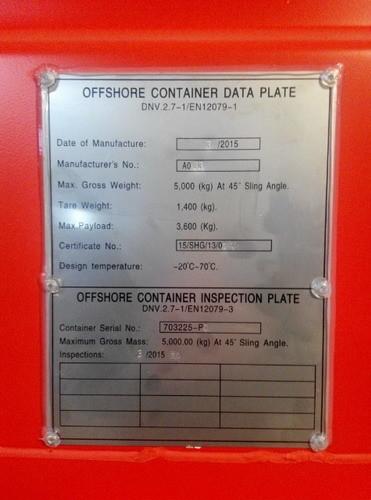 OFFSHORE CONTAINER DATA PLATE
DNV.2.7-1/EN12079-1
Date of Manufacture: 3 /2015
Manufacturer's No.:
Max. Gross Weight: 5,000 (kg) At 45° Sling Angle.
Tare Weight: 1,400 (kg).
Max.Payload: 3,600 (Kg).
Certificate No.:
Design temperature: -20℃~70℃.
OFFSHORE CONTAINER INSPECTION PLATE
DNV.2.7-1/EN12079-3
Container Serial No.: 703225-P
Maximum Gross Mass: 5,000.00 (kg) At 45° Sling Angle.
Inspections: 3 /2015